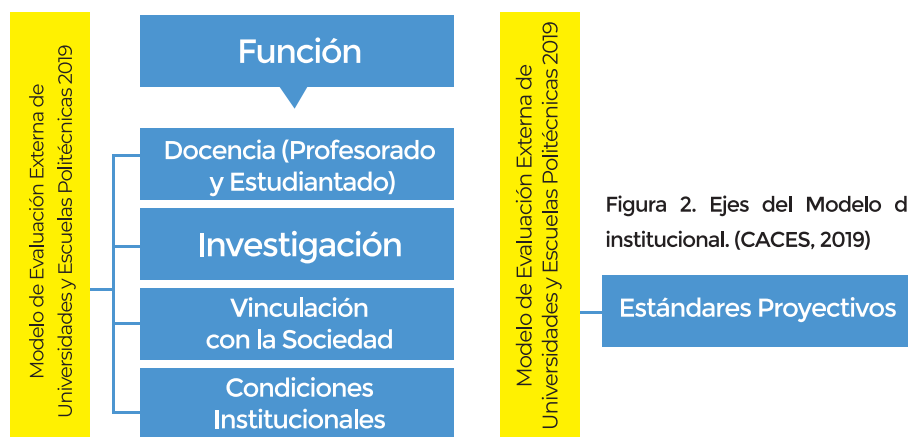 Modelo de Evaluación Externa de
Universidades y Escuelas Politécnicas 2019
Función
Docencia (Profesorado
y Estudiantado)
Investigación
Vinculación
con la Sociedad
Condiciones
Institucionales
Modelo de Evaluación Externa de
Universidades y Escuelas Politécnicas 2019
Figura 2. Ejes del Modelo d
institucional. (CACES, 2019)
Estándares Proyectivos